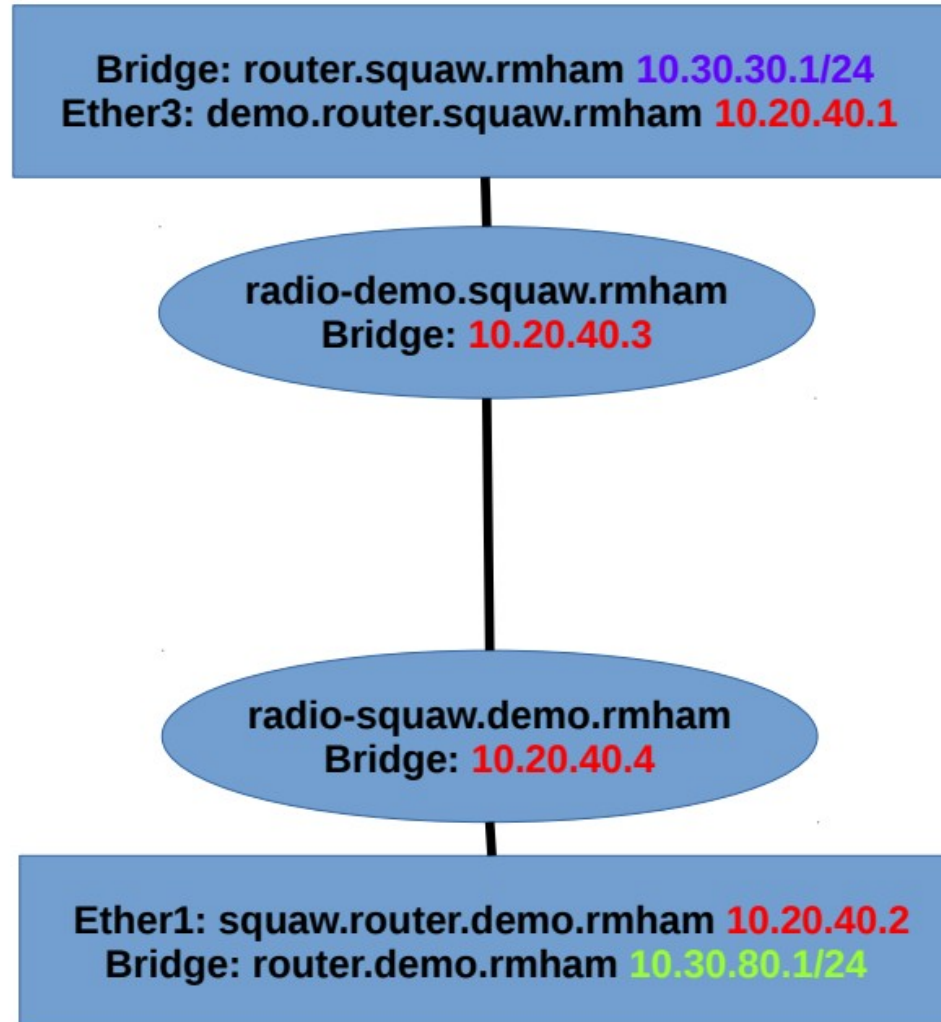 Bridge: router.squaw.rmham 10.30.30.1/24
Ether3: demo.router.squaw.rmham 10.20.40.1
radio-demo.squaw.rmham
Bridge: 10.20.40.3
radio-squaw.demo.rmham
Bridge: 10.20.40.4
Ether1: squaw.router.demo.rmham 10.20.40.2
Bridge: router.demo.rmham 10.30.80.1/24